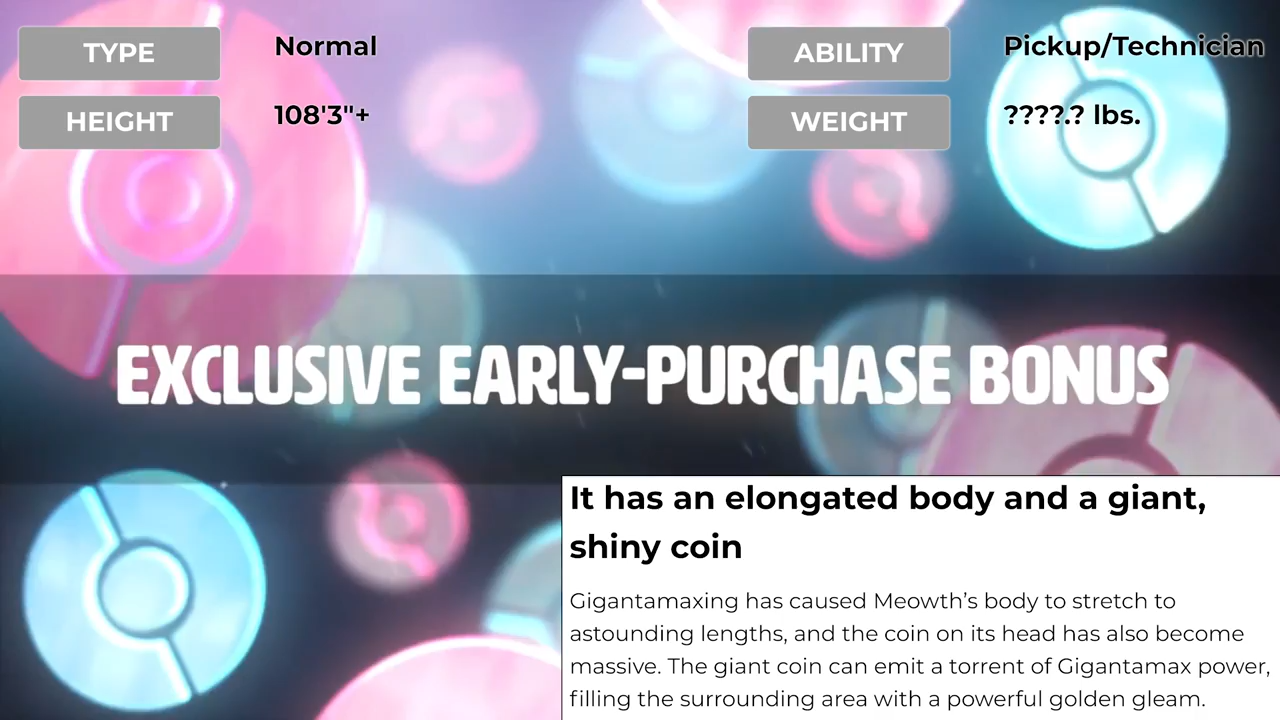 TYPE Normal ABILITY Pickup/Technician
HEIGHT 108'3"+ WEIGHT ????.? lbs.
EXCLUSIVE EARLY-PURCHASE BONUS
It has an elongated body and a giant,
shiny coin
Gigantamaxing has caused Meowth’s body to stretch to
astounding lengths, and the coin on its head has also become
massive. The giant coin can emit a torrent of Gigantamax power,
filling the surrounding area with a powerful golden gleam.